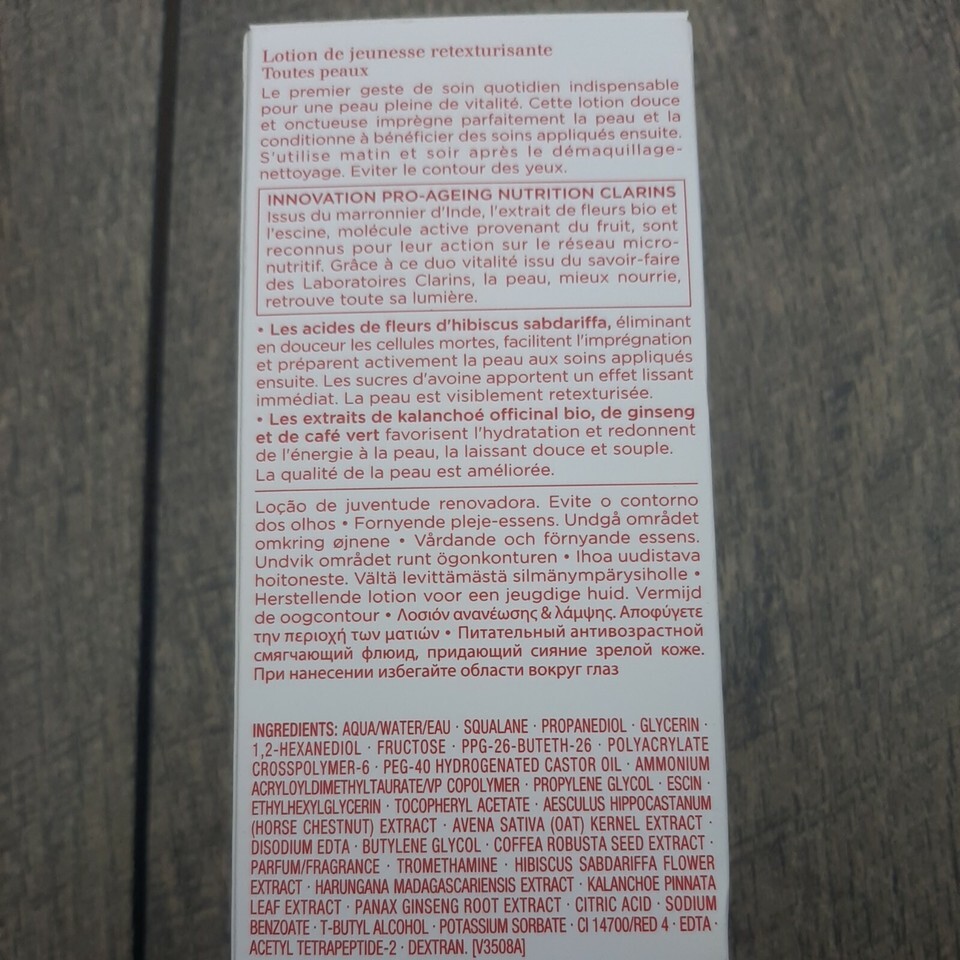 Lotion de jeunesse retexturisante
Toutes peaux
Le premier geste de soin quotidien indispensable
pour une peau pleine de vitalité. Cette lotion douce
et onctueuse imprègne parfaitement la peau et la
conditionne à bénéficier des soins appliqués ensuite.
S'utilise matin et soir après le démaquillage-
nettoyage. Eviter le contour des yeux.
INNOVATION PRO-AGEING NUTRITION CLARINS
Issus du marronnier d'Inde, l'extrait de fleurs bio et
l'escine, molécule active provenant du fruit, sont
reconnus pour leur action sur le réseau micro-
nutritif. Grâce à ce duo vitalité issu du savoir-faire
des Laboratoires Clarins, la peau, mieux nourrie,
retrouve toute sa lumière.
• Les acides de fleurs d'hibiscus sabdariffa, éliminant
en douceur les cellules mortes, facilitent l'imprégnation
et préparent activement la peau aux soins appliqués
ensuite. Les sucres d'avoine apportent un effet lissant
immédiat. La peau est visiblement retexturisée.
• Les extraits de kalanchoé officinal bio, de ginseng
et de café vert favorisent l'hydratation et redonnent
de l'énergie à la peau, la laissant douce et souple.
La qualité de la peau est améliorée.
Loção de juventude renovadora. Evite o contorno
dos olhos • Fornyende pleje-essens. Undgå området
omkring øjnene • Vårdande och förnyande essens.
Undvik området runt ögonkonturen • Ihoa uudistava
hoitoneste. Vältä levittämästä silmänympärysiholle •
Herstellende lotion voor een jeugdige huid. Vermijd
de oogcontour • Λοσιόν ανανέωσης & λάμψης. Αποφύγετε
την περιοχή των ματιών • Питательный антивозрастной
смягчающий флюид, придающий сияние зрелой коже.
При нанесении избегайте области вокруг глаз
INGREDIENTS: AQUA/WATER/EAU · SQUALANE · PROPANEDIOL · GLYCERIN ·
1,2-HEXANEDIOL · FRUCTOSE · PPG-26-BUTETH-26 · POLYACRYLATE
CROSSPOLYMER-6 · PEG-40 HYDROGENATED CASTOR OIL · AMMONIUM
ACRYLOYLDIMETHYLTAURATE/VP COPOLYMER · PROPYLENE GLYCOL · ESCIN ·
ETHYLHEXYLGLYCERIN · TOCOPHERYL ACETATE · AESCULUS HIPPOCASTANUM
(HORSE CHESTNUT) EXTRACT · AVENA SATIVA (OAT) KERNEL EXTRACT ·
DISODIUM EDTA · BUTYLENE GLYCOL · COFFEA ROBUSTA SEED EXTRACT ·
PARFUM/FRAGRANCE · TROMETHAMINE · HIBISCUS SABDARIFFA FLOWER
EXTRACT · HARUNGANA MADAGASCARIENSIS EXTRACT · KALANCHOE PINNATA
LEAF EXTRACT · PANAX GINSENG ROOT EXTRACT · CITRIC ACID · SODIUM
BENZOATE · T-BUTYL ALCOHOL · POTASSIUM SORBATE · CI 14700/RED 4 · EDTA ·
ACETYL TETRAPEPTIDE-2 · DEXTRAN. [V3508A]